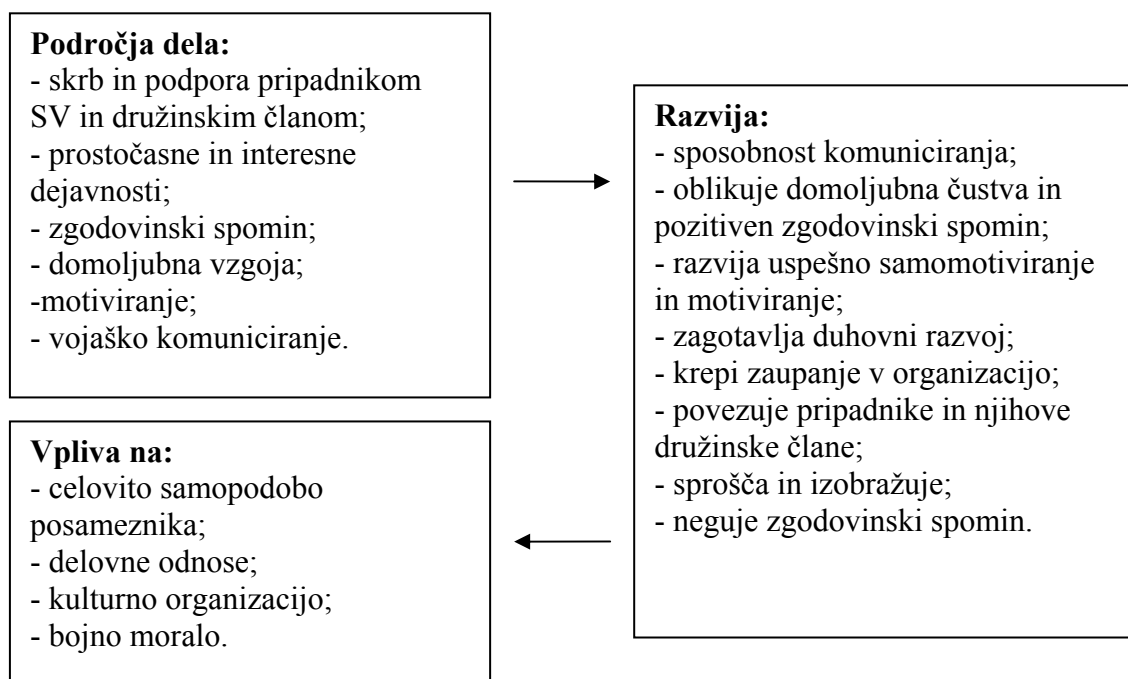 Področja dela:
- skrb in podpora pripadnikom
SV in družinskim članom;
- prostočasne in interesne
dejavnosti;
- zgodovinski spomin;
- domoljubna vzgoja;
-motiviranje;
- vojaško komuniciranje.
Razvija:
- sposobnost komuniciranja;
- oblikuje domoljubna čustva in
pozitiven zgodovinski spomin;
- razvija uspešno samomotiviranje
in motiviranje;
- zagotavlja duhovni razvoj;
- krepi zaupanje v organizacijo;
- povezuje pripadnike in njihove
družinske člane;
- sprošča in izobražuje;
- neguje zgodovinski spomin.
Vpliva na:
- celovito samopodobo
posameznika;
- delovne odnose;
- kulturno organizacijo;
- bojno moralo.